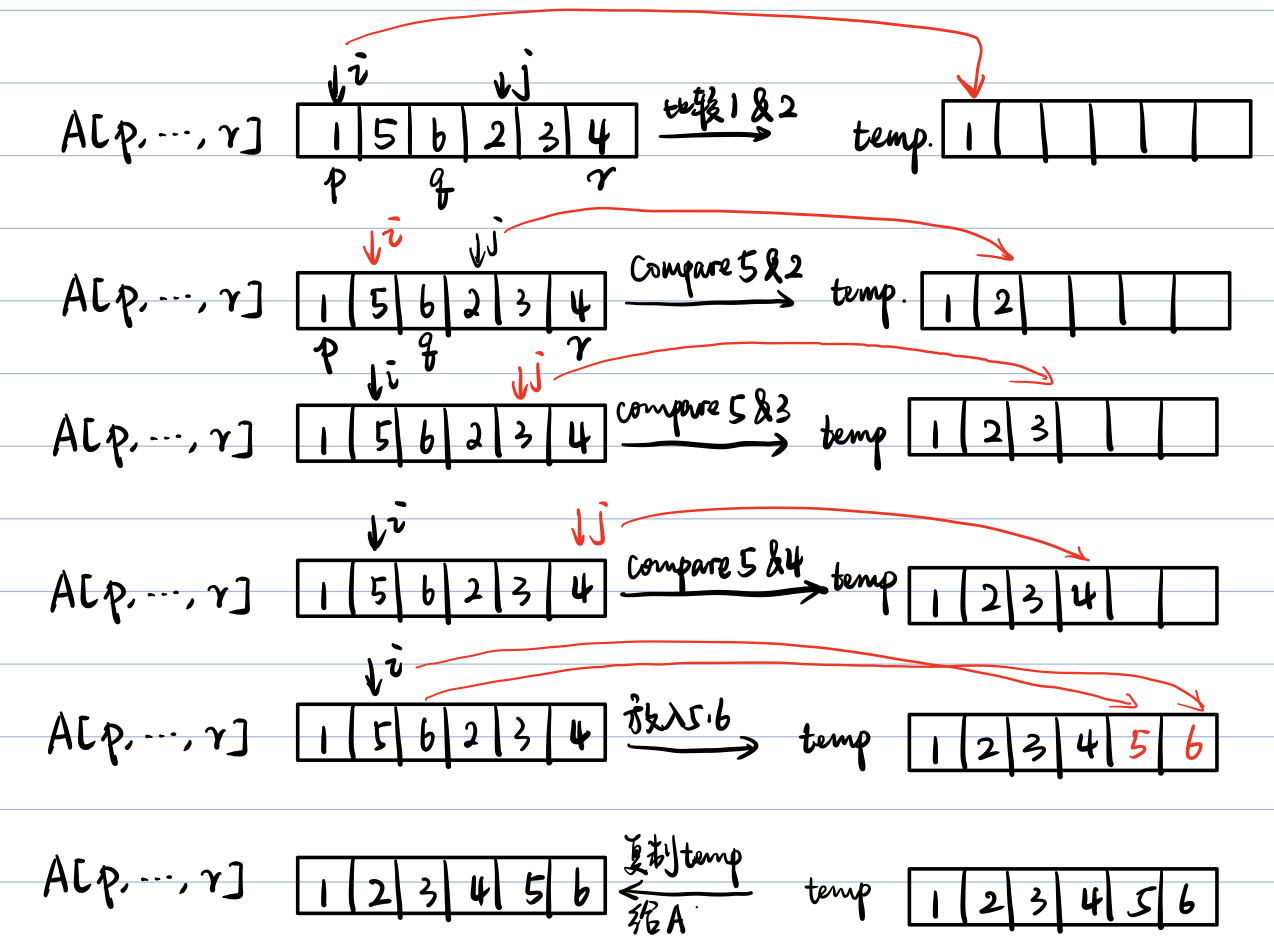 i j
A[p, ..., r] 1 5 6 2 3 4 比较1&2 temp. 1
p q r
i j
A[p, ..., r] 1 5 6 2 3 4 Compare 5&2 temp. 1 2
p q r
i j
A[p, ..., r] 1 5 6 2 3 4 compare 5&3 temp 1 2 3
i j
A[p, ..., r] 1 5 6 2 3 4 compare 5&4 temp 1 2 3 4
i
A[p, ..., r] 1 5 6 2 3 4 放入5.6 temp 1 2 3 4 5 6
A[p, ..., r] 1 2 3 4 5 6 复制temp temp 1 2 3 4 5 6
给A